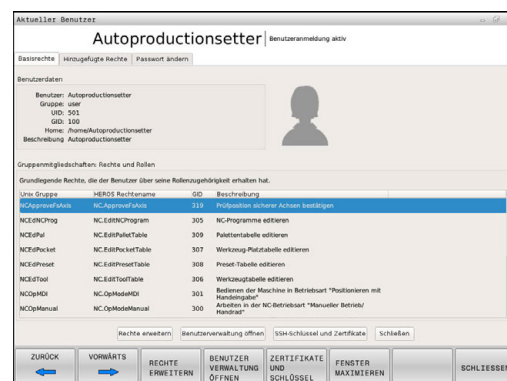 Aktueller Benutzer
Autoproductionsetter Benutzeranmeldung aktiv
Basisrechte Hinzugefügte Rechte Passwort ändern
Benutzerdaten
Benutzer: Autoproductionsetter
Gruppe: user
UID: 501
GID: 100
Home: /home/Autoproductionsetter
Beschreibung Autoproductionsetter
Gruppenmitgliedschaften: Rechte und Rollen
Grundlegende Rechte, die der Benutzer über seine Rollenzugehörigkeit erhalten hat.
Unix Gruppe HEROS Rechtename GID Beschreibung
NCApproveFsAxis NC.ApproveFsAxis 319 Prüfposition sicherer Achsen bestätigen
NCEdNCProg NC.EditNCProgram 305 NC-Programme editieren
NCEdPal NC.EditPalletTable 309 Palettentabelle editieren
NCEdPocket NC.EditPocketTable 307 Werkzeug-Platztabelle editieren
NCEdPreset NC.EditPresetTable 308 Preset-Tabelle editieren
NCEdTool NC.EditToolTable 306 Werkzeugtabelle editieren
NCOpMDI NC.OpModeMDI 301 Bedienen der Maschine in Betriebsart "Positionieren mit
Handeingabe"
NCOpManual NC.OpModeManual 300 Arbeiten in der NC-Betriebsart "Manueller Betrieb/
Handrad"
Rechte erweitern Benutzerverwaltung öffnen SSH-Schlüssel und Zertifikate Schließen
ZURÜCK VORWÄRTS RECHTE ERWEITERN BENUTZER VERWALTUNG ÖFFNEN ZERTIFIKATE UND SCHLÜSSEL FENSTER MAXIMIEREN SCHLIESSEN